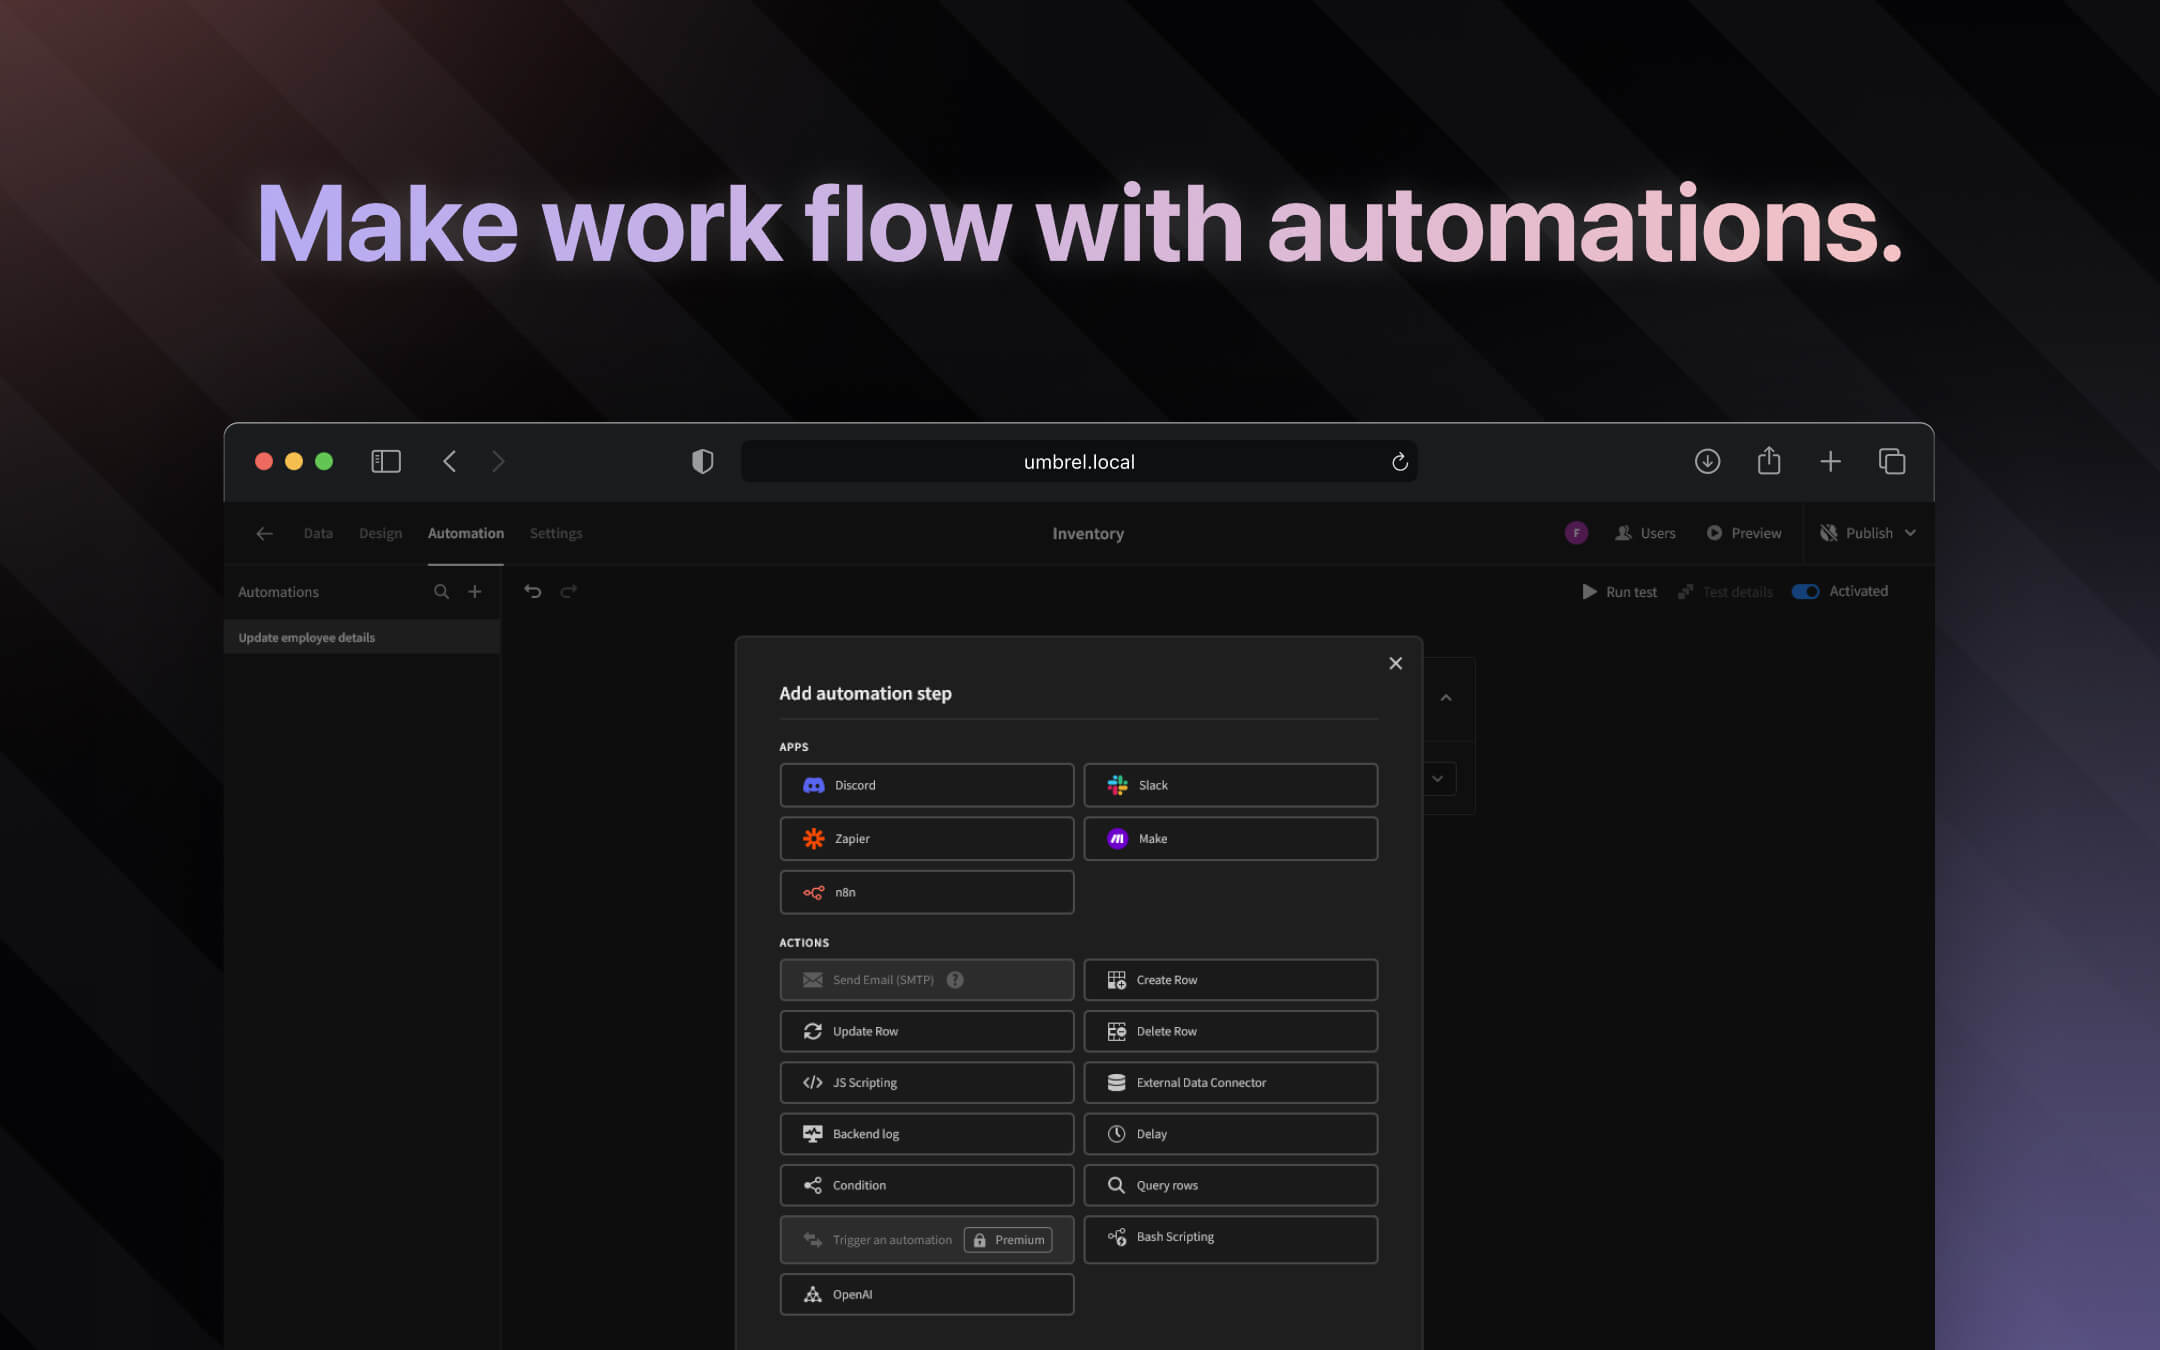 Make work flow with automations.
umbrel.local
Data Design Automation Settings Inventory F Users Preview Publish
Automations Run test Test details Activated
Update employee details
Add automation step
APPS
Discord Slack
Zapier Make
n8n
ACTIONS
Send Email (SMTP) ? Create Row
Update Row Delete Row
JS Scripting External Data Connector
Backend log Delay
Condition Query rows
Trigger an automation Premium Bash Scripting
OpenAI